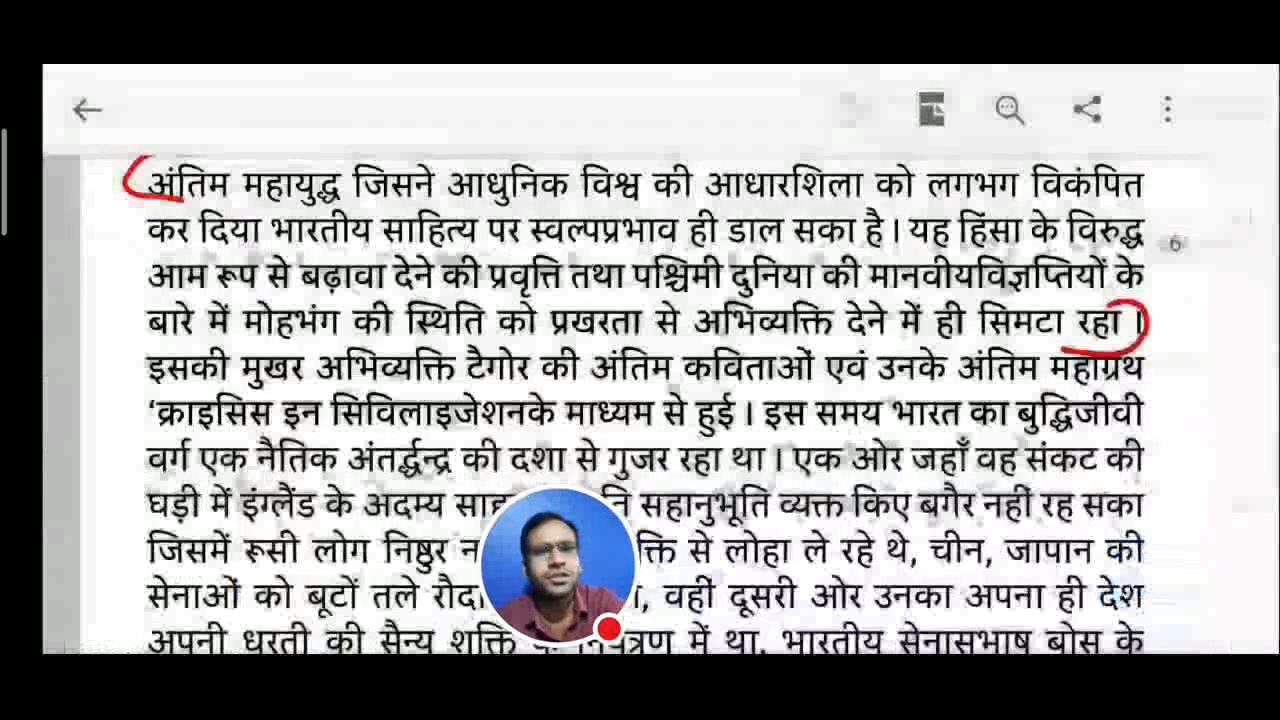 अंतिम महायुद्ध जिसने आधुनिक विश्व की आधारशिला को लगभग विकंपित
कर दिया भारतीय साहित्य पर स्वल्पप्रभाव ही डाल सका है। यह हिंसा के विरुद्ध
6
आम रूप से बढ़ावा देने की प्रवृत्ति तथा पश्चिमी दुनिया की मानवीयविज्ञप्तियों के
बारे में मोहभंग की स्थिति को प्रखरता से अभिव्यक्ति देने में ही सिमटा रहा।
इसकी मुखर अभिव्यक्ति टैगोर की अंतिम कविताओं एवं उनके अंतिम महाग्रंथ
‘क्राइसिस इन सिविलाइजेशनके माध्यम से हुई। इस समय भारत का बुद्धिजीवी
वर्ग एक नैतिक अंतर्द्वन्द्व की दशा से गुजर रहा था। एक ओर जहाँ वह संकट की
घड़ी में इंग्लैंड के अदम्य सहानुभूति व्यक्त किए बगैर नहीं रह सका
जिसमें रूसी लोग निष्ठुर से लोहा ले रहे थे, चीन, जापान की
सेनाओं को बूटों तले वहीं दूसरी ओर उनका अपना ही देश
अपनी धरती की सैन्य शक्ति में था, भारतीय सेनासभाष बोस के